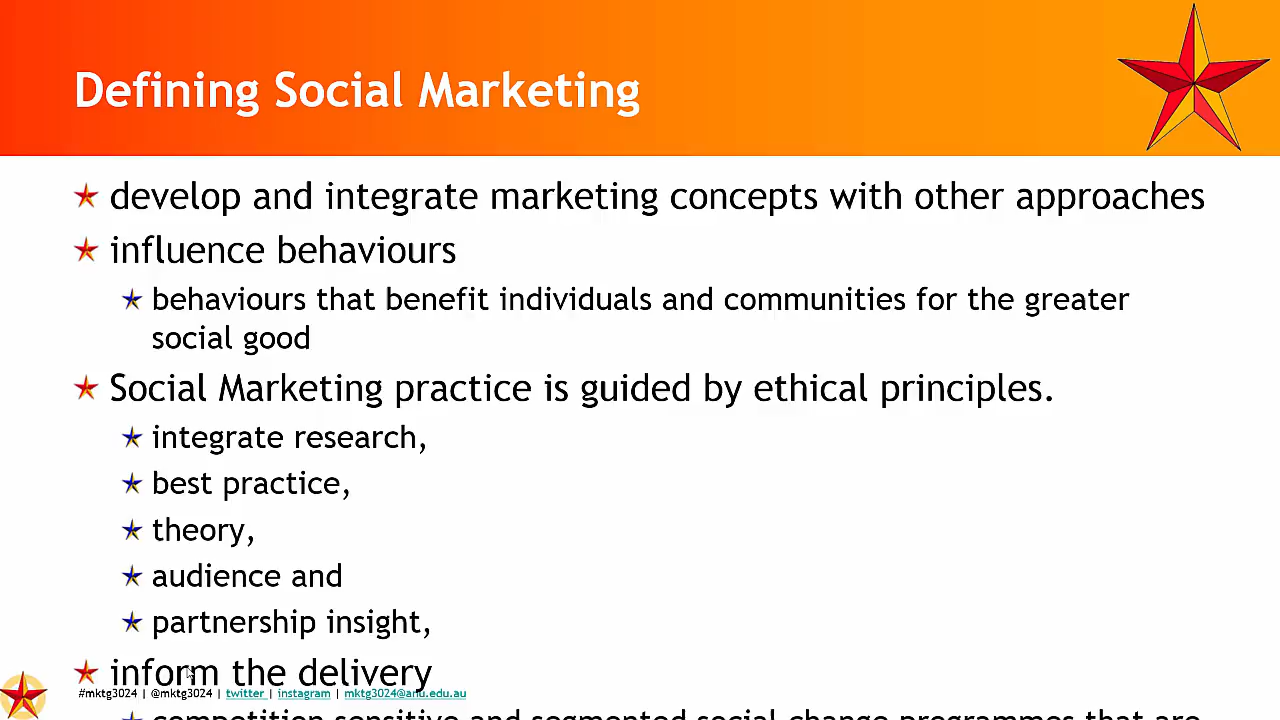 Defining Social Marketing
develop and integrate marketing concepts with other approaches
influence behaviours
behaviours that benefit individuals and communities for the greater
social good
Social Marketing practice is guided by ethical principles.
integrate research,
best practice,
theory,
audience and
partnership insight,
inform the delivery
#mktg3024 | @mktg3024 | twitter | instagram | mktg3024@anu.edu.au
competition sensitive and segmented social change programmes that are